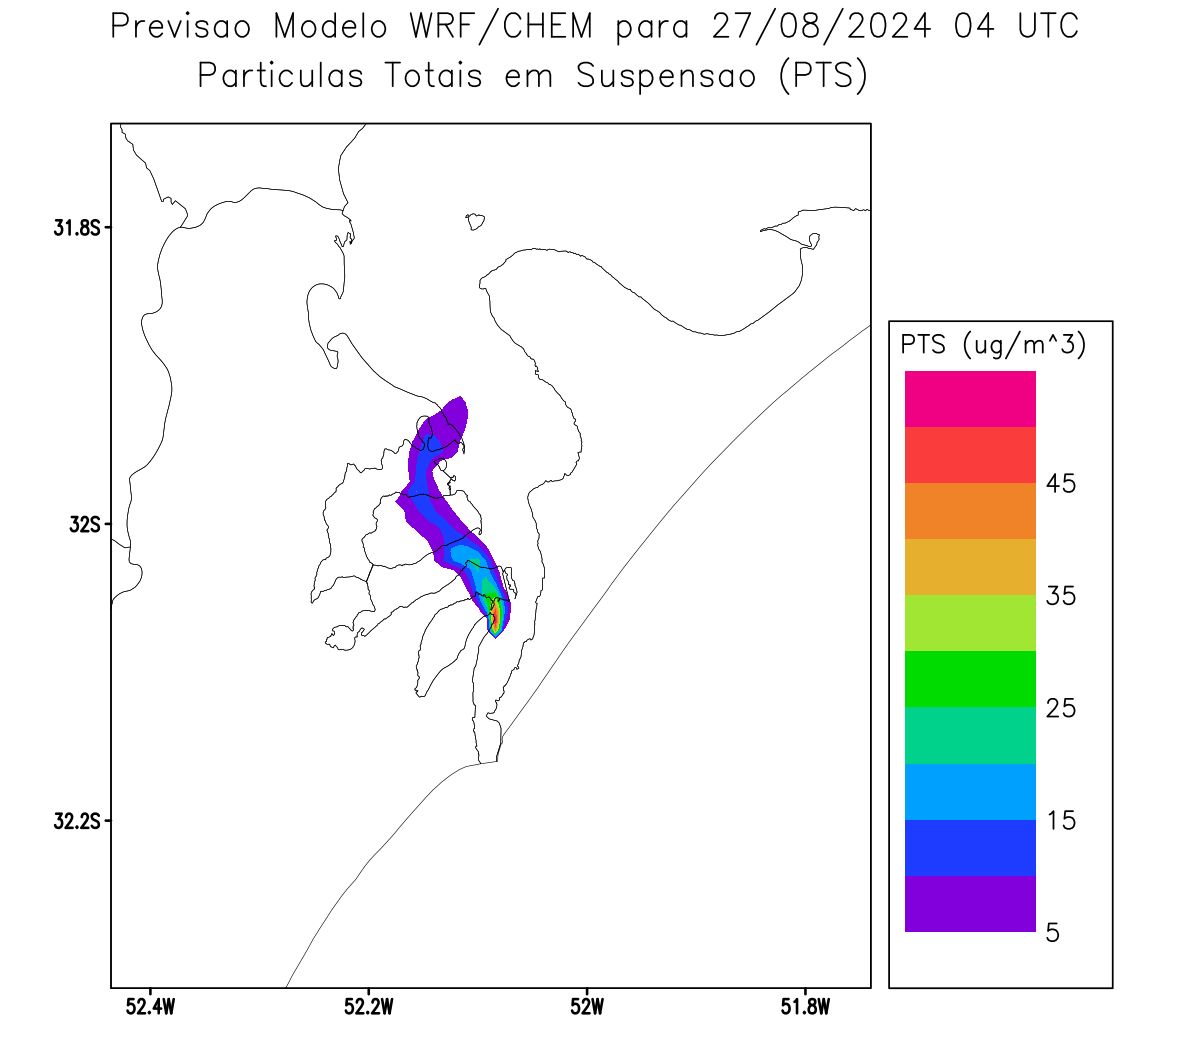 Previsao Modelo WRF/CHEM para 27/08/2024 04 UTC
Particulas Totais em Suspensao (PTS)
31.8S
32S
32.2S
52.4W
52.2W
52W
51.8W
PTS (ug/m^3)
45
35
25
15
5